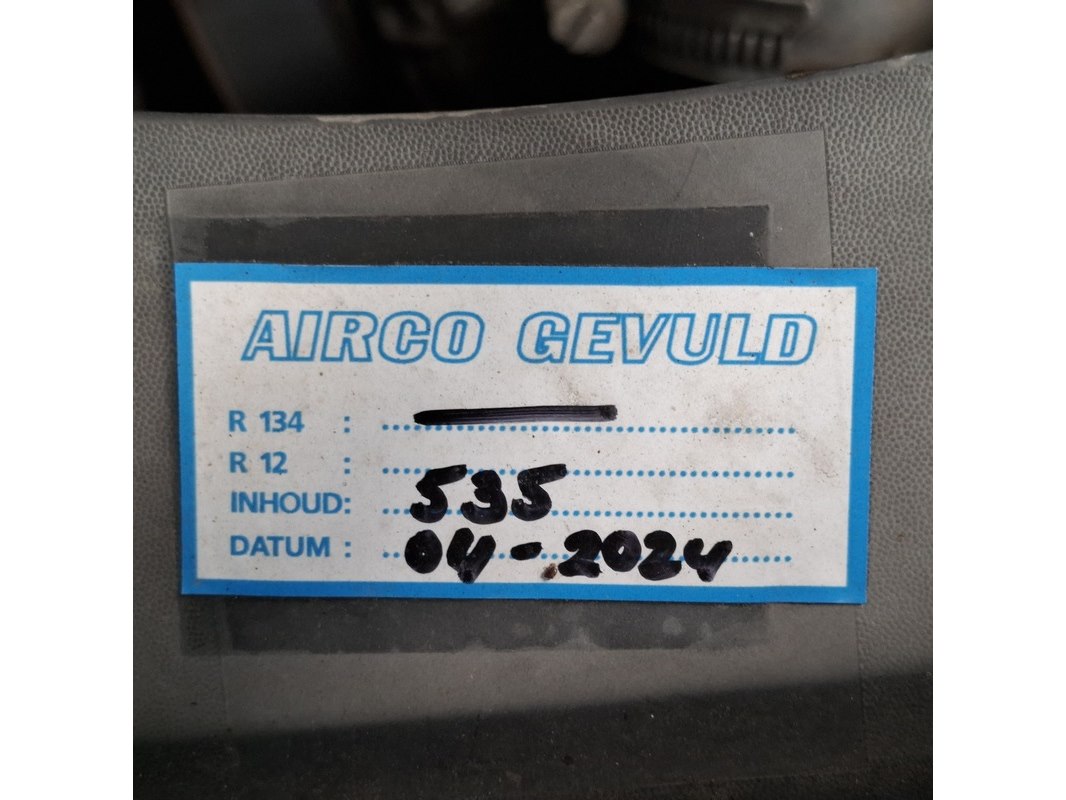 AIRCO GEVULD
R 134 : ————
R 12 :
INHOUD: 535
DATUM : 04-2024